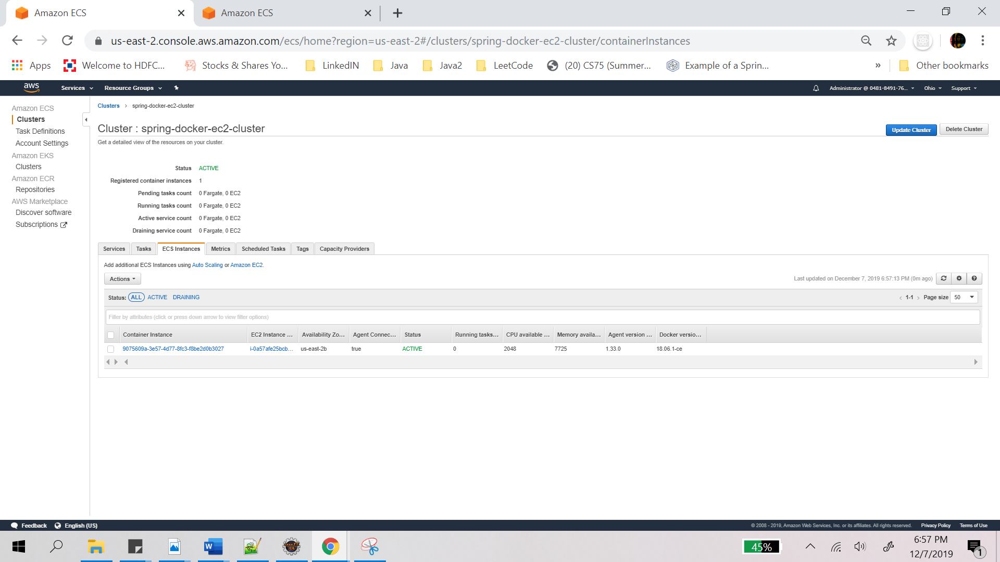 Amazon ECS
Amazon ECS
us-east-2.console.aws.amazon.com/ecs/home?region=us-east-2#/clusters/spring-docker-ec2-cluster/containerInstances
Apps
Welcome to HDFC...
Stocks & Shares Yo...
LinkedIN
Java
Java2
LeetCode
(20) CS75 (Summer...
Example of a Sprin...
»
Other bookmarks
aws
Services
Resource Groups
Administrator @ 0481-8491-76...
Ohio
Support
Amazon ECS
Clusters
Task Definitions
Account Settings
Amazon EKS
Clusters
Amazon ECR
Repositories
AWS Marketplace
Discover software
Subscriptions
Clusters > spring-docker-ec2-cluster
Cluster : spring-docker-ec2-cluster
Update Cluster
Delete Cluster
Get a detailed view of the resources on your cluster.
Status ACTIVE
Registered container instances 1
Pending tasks count 0 Fargate, 0 EC2
Running tasks count 0 Fargate, 0 EC2
Active service count 0 Fargate, 0 EC2
Draining service count 0 Fargate, 0 EC2
Services
Tasks
ECS Instances
Metrics
Scheduled Tasks
Tags
Capacity Providers
Add additional ECS Instances using Auto Scaling or Amazon EC2.
Actions
Last updated on December 7, 2019 6:57:13 PM (0m ago)
Status: ALL ACTIVE DRAINING
< 1-1 > Page size 50
Filter by attributes (click or press down arrow to view filter options)
Container Instance EC2 Instance ... Availability Zo... Agent Connec... Status Running tasks... CPU available ... Memory availa... Agent version ... Docker versio...
9075609a-3e57-4d77-8fc3-f8be2d0b3027 i-0a57afe25bcb... us-east-2b true ACTIVE 0 2048 7725 1.33.0 18.06.1-ce
Feedback
English (US)
© 2008 - 2019, Amazon Web Services, Inc. or its affiliates. All rights reserved.
Privacy Policy
Terms of Use
W
Java EE
IDE
45%
6:57 PM
12/7/2019
1